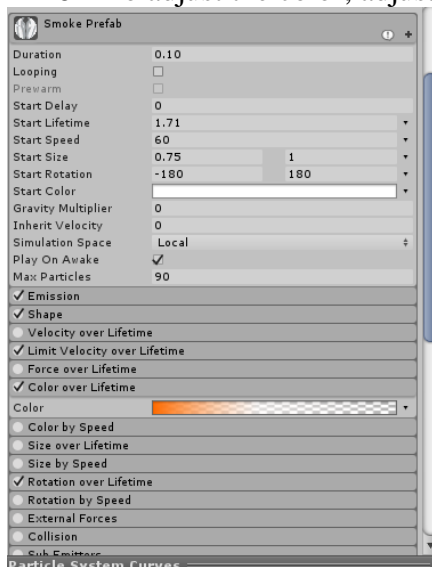 Smoke Prefab
Duration 0.10
Looping
Prewarm
Start Delay 0
Start Lifetime 1.71
Start Speed 60
Start Size 0.75 1
Start Rotation -180 180
Start Color
Gravity Multiplier 0
Inherit Velocity 0
Simulation Space Local
Play On Awake
Max Particles 90
Emission
Shape
Velocity over Lifetime
Limit Velocity over Lifetime
Force over Lifetime
Color over Lifetime
Color
Color by Speed
Size over Lifetime
Size by Speed
Rotation over Lifetime
Rotation by Speed
External Forces
Collision
Sub Emitters
Particle System Curves